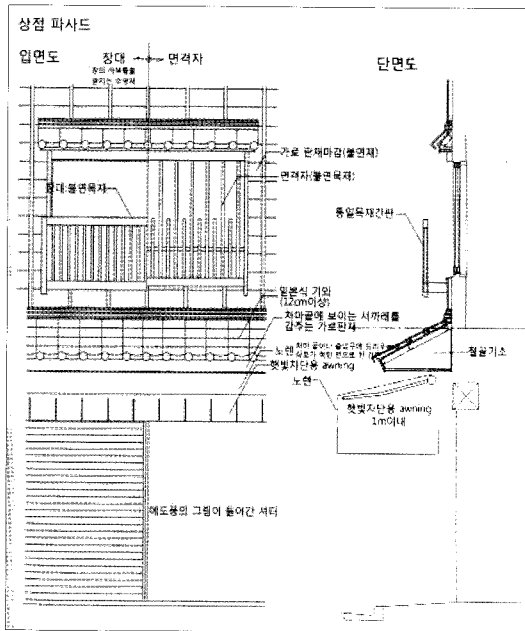 상점 파사드
입면도
창대
면격자
단면도
가로 판재마감(불연재)
면격자(불연목재)
창대:불연목재
통일목재간판
일본식 기와
(12cm이상)
처마끝에 보이는 서까래를
감추는 가로판재
노렌
햇빛차단용 awning
철골기소
노렌
햇빛차단용 awning
1m이내
에도풍의 그림이 들어간 셔터